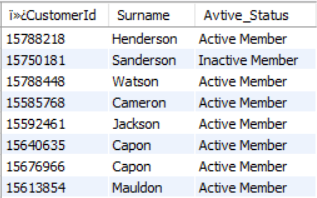 ï»¿CustomerId Surname Avtive_Status
15788218 Henderson Active Member
15750181 Sanderson Inactive Member
15788448 Watson Active Member
15585768 Cameron Active Member
15592461 Jackson Active Member
15640635 Capon Active Member
15676966 Capon Active Member
15613854 Mauldon Active Member